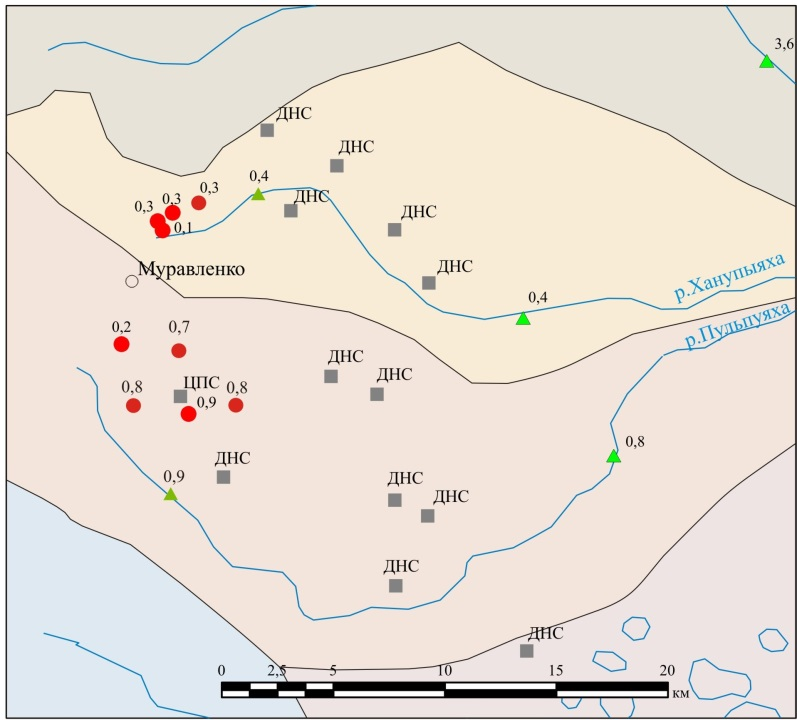 3,6
ДНС
ДНС
0,4
0,3
0,3
0,3
ДНС
ДНС
0,1
Муравленко
ДНС
р.Ханупыяха
0,4
р.Пульпуяха
0,2
0,7
ДНС
ДНС
ЦПС
0,8
0,8
0,9
0,8
ДНС
0,9
ДНС
ДНС
ДНС
ДНС
0 2,5 5 10 15 20
км